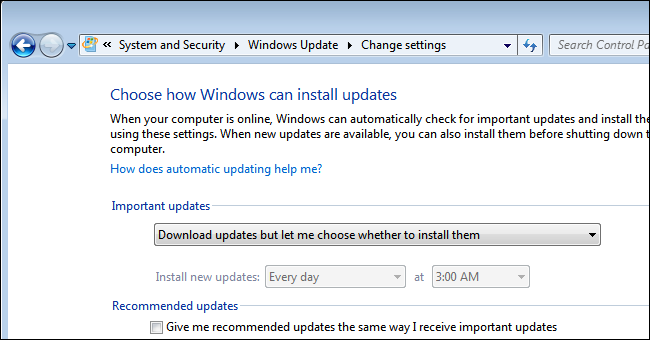 « System and Security ▸ Windows Update ▸ Change settings
Search Control Pa
Choose how Windows can install updates
When your computer is online, Windows can automatically check for important updates and install the
using these settings. When new updates are available, you can also install them before shutting down t
computer.
How does automatic updating help me?
Important updates
Download updates but let me choose whether to install them
Install new updates: Every day at 3:00 AM
Recommended updates
Give me recommended updates the same way I receive important updates